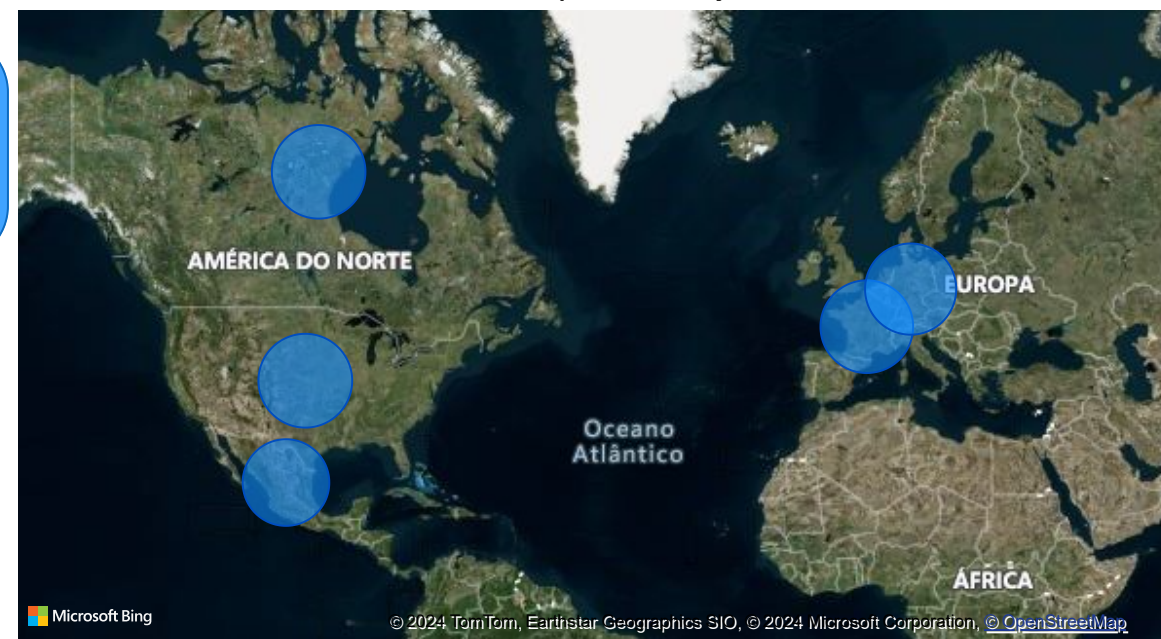 AMÉRICA DO NORTE
EUROPA
Oceano
Atlântico
ÁFRICA
Microsoft Bing
© 2024 TomTom, Earthstar Geographics SIO, © 2024 Microsoft Corporation, © OpenStreetMap